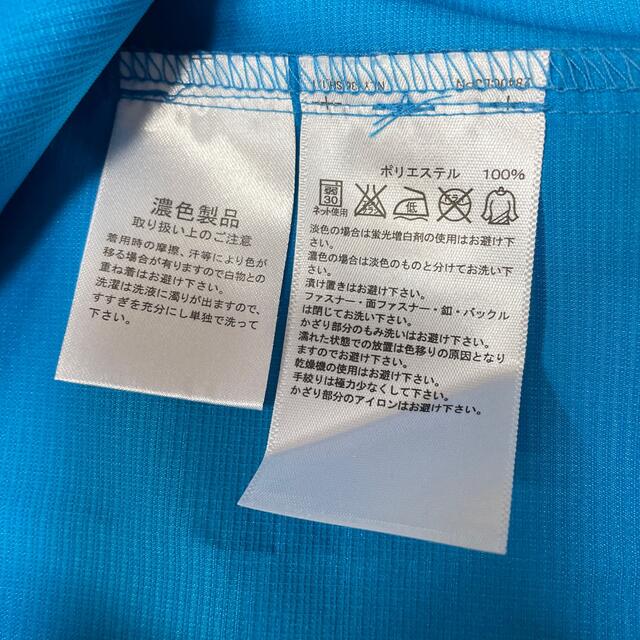 濃色製品
取り扱い上のご注意
着用時の摩擦、汗等により色が
移る場合が有りますので白物との
重ね着はお避け下さい。
洗濯は洗液に濁りが出ますので、
すすぎを充分にし単独で洗って
下さい。
ポリエステル 100%
弱
30
ネット使用
低
淡色の場合は蛍光増白剤の使用はお避け下
さい。
濃色の場合は淡色のものと分けてお洗い下
さい。
漬け置きはお避け下さい。
ファスナー・面ファスナー・釦・バックル
は閉じてお洗い下さい。
かざり部分のもみ洗いはお避け下さい。
濡れた状態での放置は色移りの原因となり
ますのでお避け下さい。
乾燥機の使用はお避け下さい。
手絞りは極力少なくして下さい。
かざり部分のアイロンはお避け下さい。